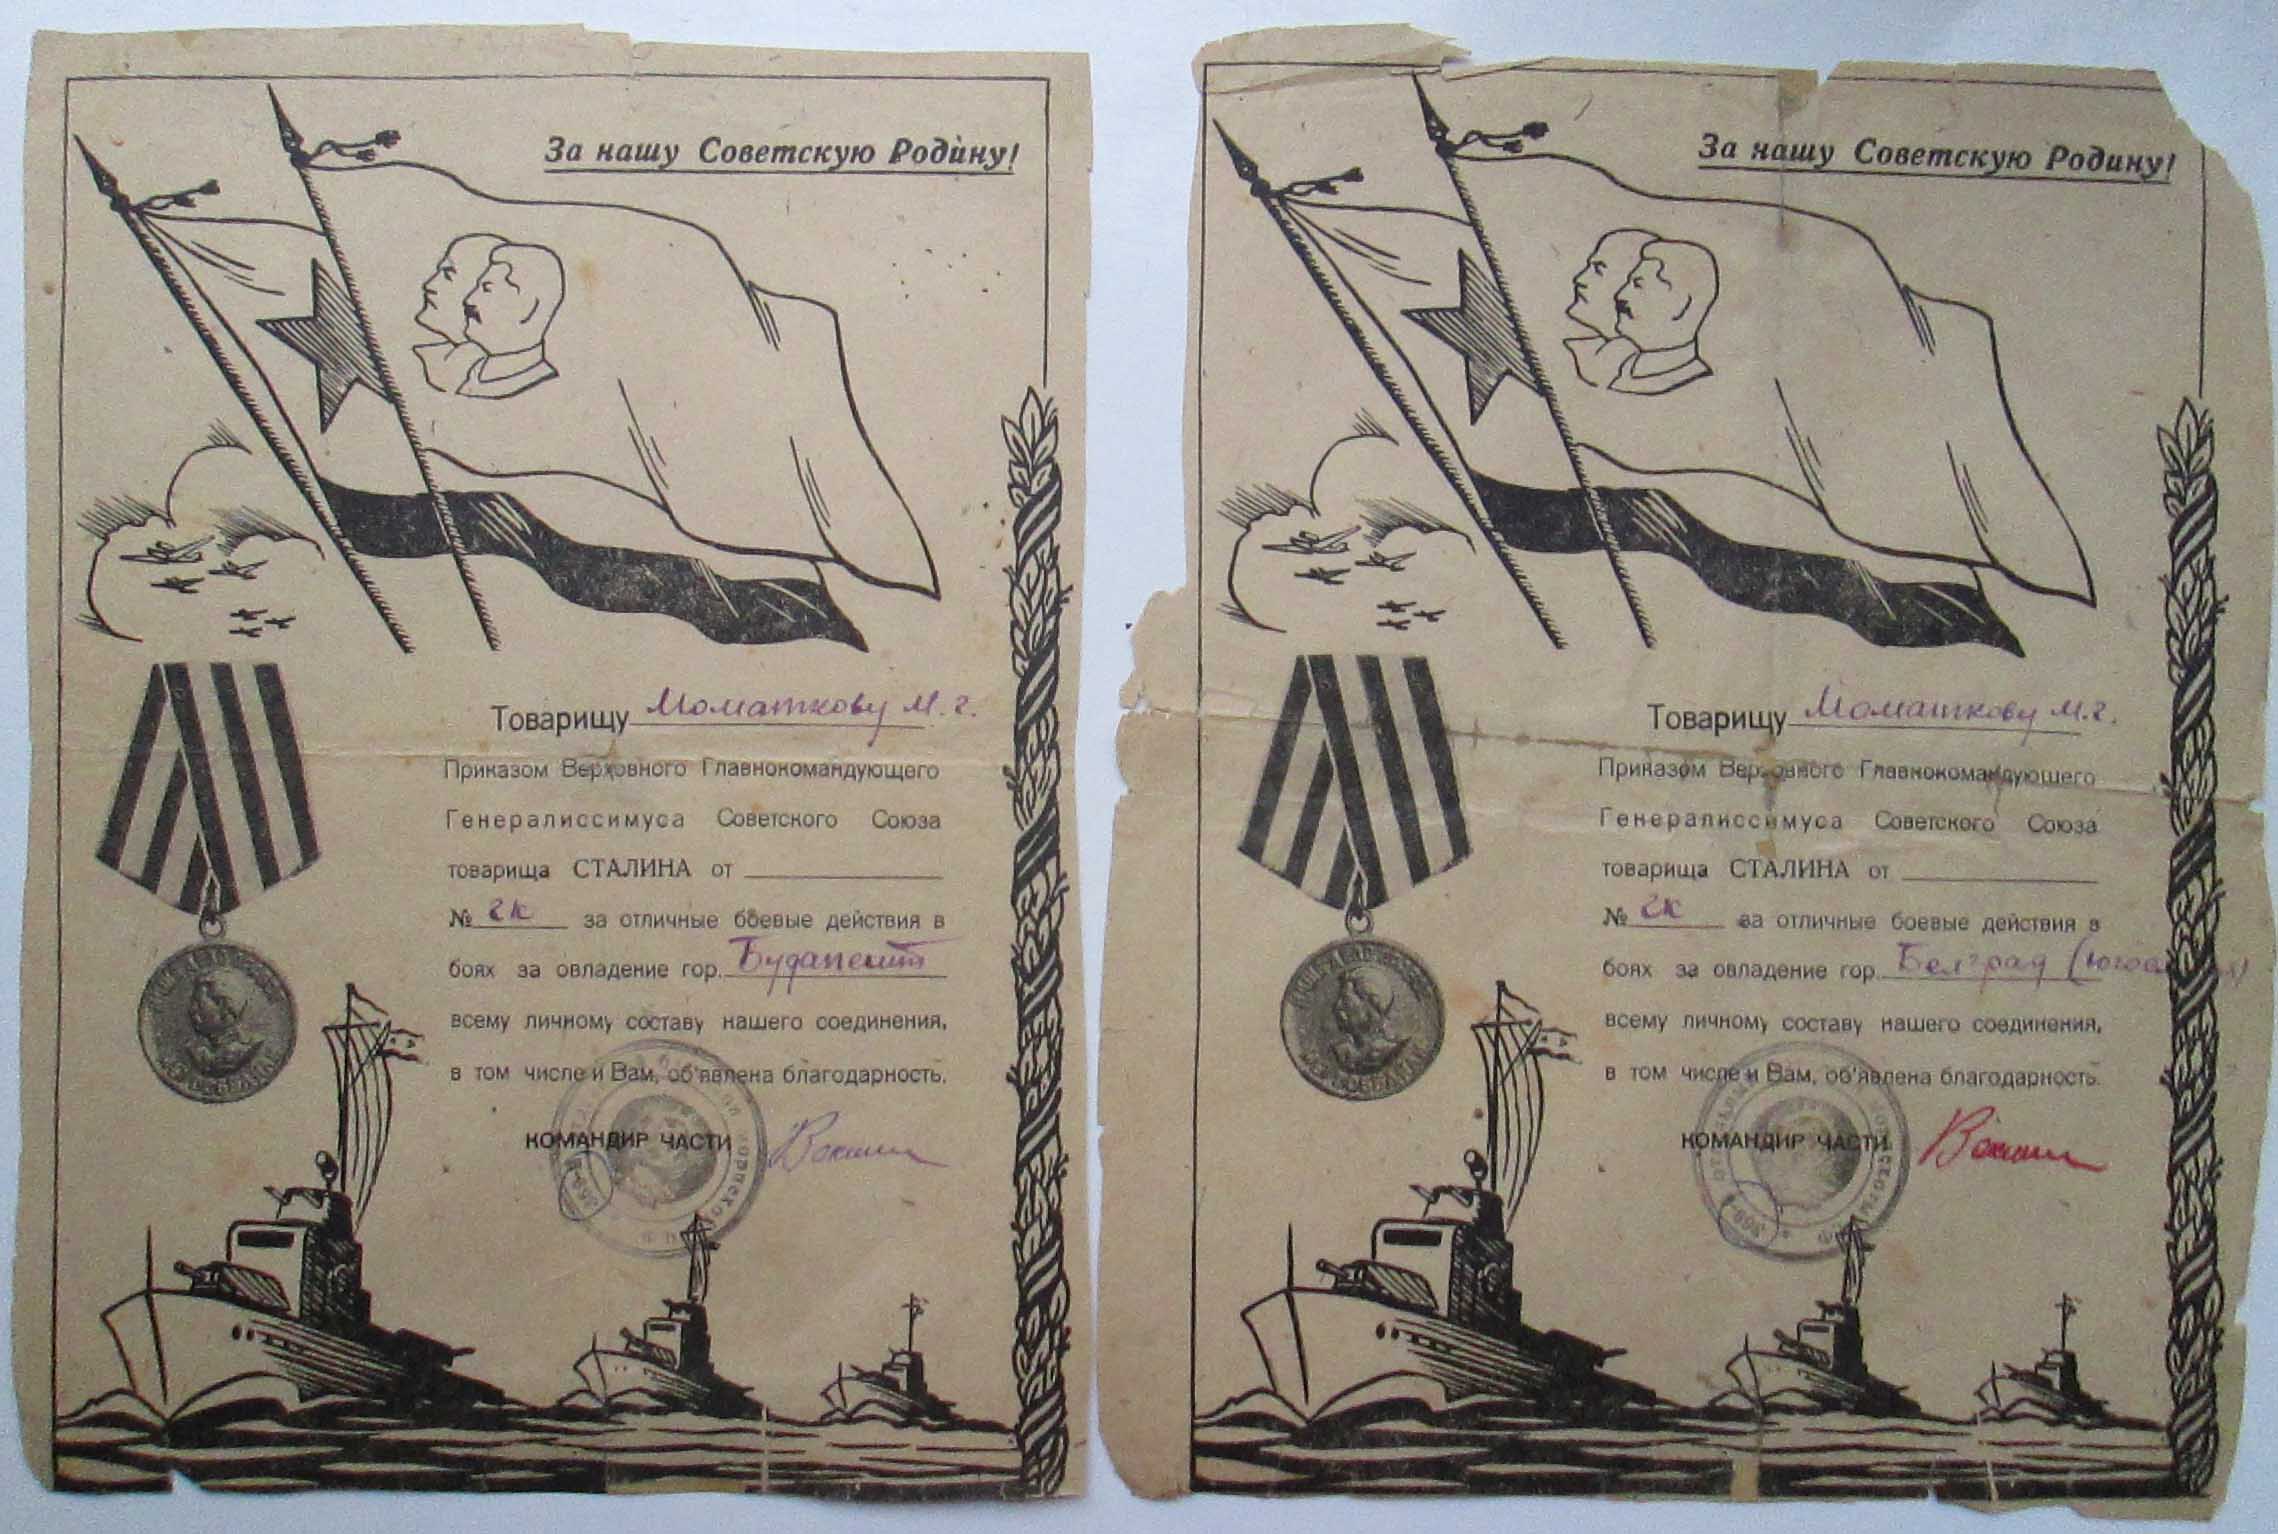 За нашу Советскую Родину!
Товарищу Моматкову М. г.
Приказом Верховного Главнокомандующего
Генералиссимуса Советского Союза
товарища СТАЛИНА от
№ гк за отличные боевые действия в
боях за овладение гор. Будапешт
всему личному составу нашего соединения,
в том числе и Вам, об'явлена благодарность.
КОМАНДИР ЧАСТИ
За нашу Советскую Родину!
Товарищу Моматкову М. г.
Приказом Верховного Главнокомандующего
Генералиссимуса Советского Союза
товарища СТАЛИНА от
№ гк за отличные боевые действия в
боях за овладение гор. Белград
всему личному составу нашего соединения,
в том числе и Вам, об'явлена благодарность.
КОМАНДИР ЧАСТИ